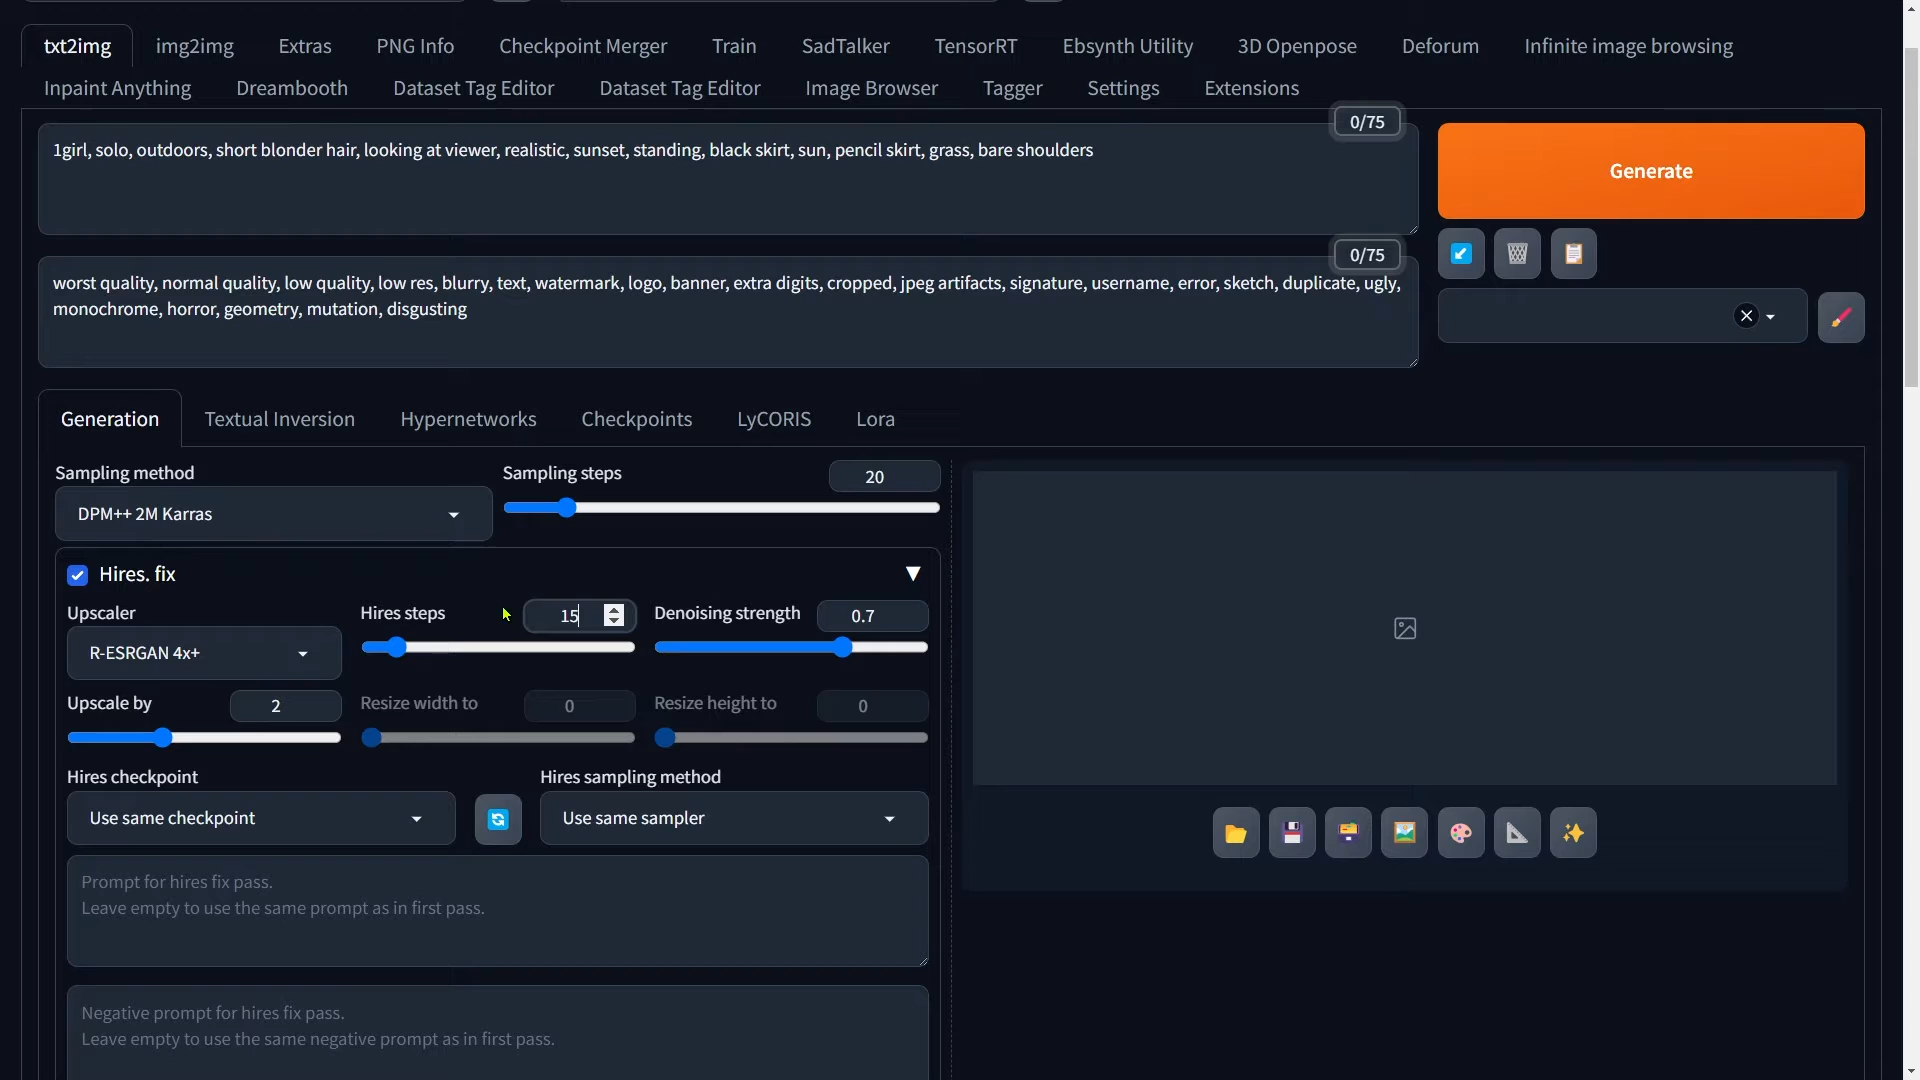 txt2img img2img Extras PNG Info Checkpoint Merger Train SadTalker TensorRT Ebsynth Utility 3D Openpose Deforum Infinite image browsing
Inpaint Anything Dreambooth Dataset Tag Editor Dataset Tag Editor Image Browser Tagger Settings Extensions
0/75
1girl, solo, outdoors, short blonder hair, looking at viewer, realistic, sunset, standing, black skirt, sun, pencil skirt, grass, bare shoulders
Generate
0/75
worst quality, normal quality, low quality, low res, blurry, text, watermark, logo, banner, extra digits, cropped, jpeg artifacts, signature, username, error, sketch, duplicate, ugly,
monochrome, horror, geometry, mutation, disgusting
Generation Textual Inversion Hypernetworks Checkpoints LyCORIS Lora
Sampling method Sampling steps 20
DPM++ 2M Karras
Hires. fix
Upscaler Hires steps 15 Denoising strength 0.7
R-ESRGAN 4x+
Upscale by 2 Resize width to 0 Resize height to 0
Hires checkpoint Hires sampling method
Use same checkpoint Use same sampler
Prompt for hires fix pass.
Leave empty to use the same prompt as in first pass.
Negative prompt for hires fix pass.
Leave empty to use the same negative prompt as in first pass.